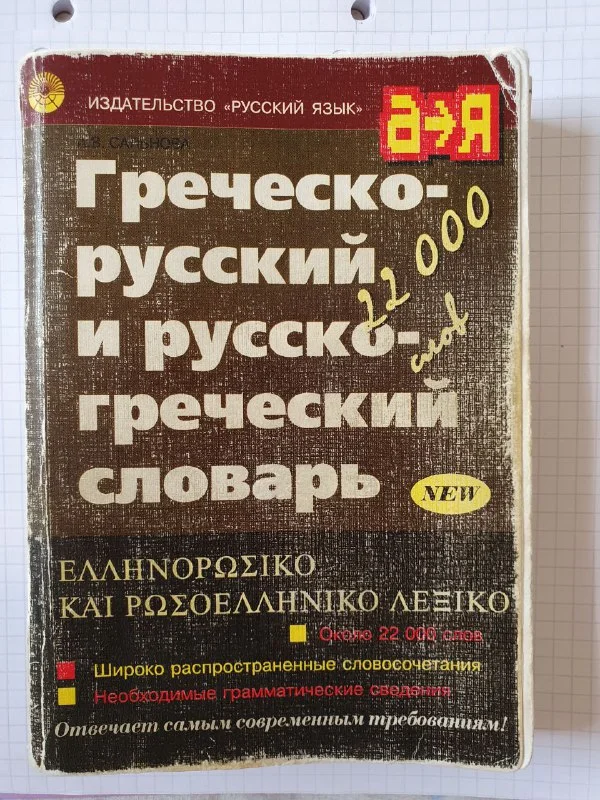 ИЗДАТЕЛЬСТВО «РУССКИЙ ЯЗЫК»
а→Я
Греческо-
русский
и русско-
греческий
словарь
22 000
слов
NEW
ΕΛΛΗΝΟΡΩΣΙΚΟ
ΚΑΙ ΡΩΣΟΕΛΛΗΝΙΚΟ ΛΕΞΙΚΟ
Около 22 000 слов
Широко распространенные словосочетания
Необходимые грамматические сведения
Отвечает самым современным требованиям!